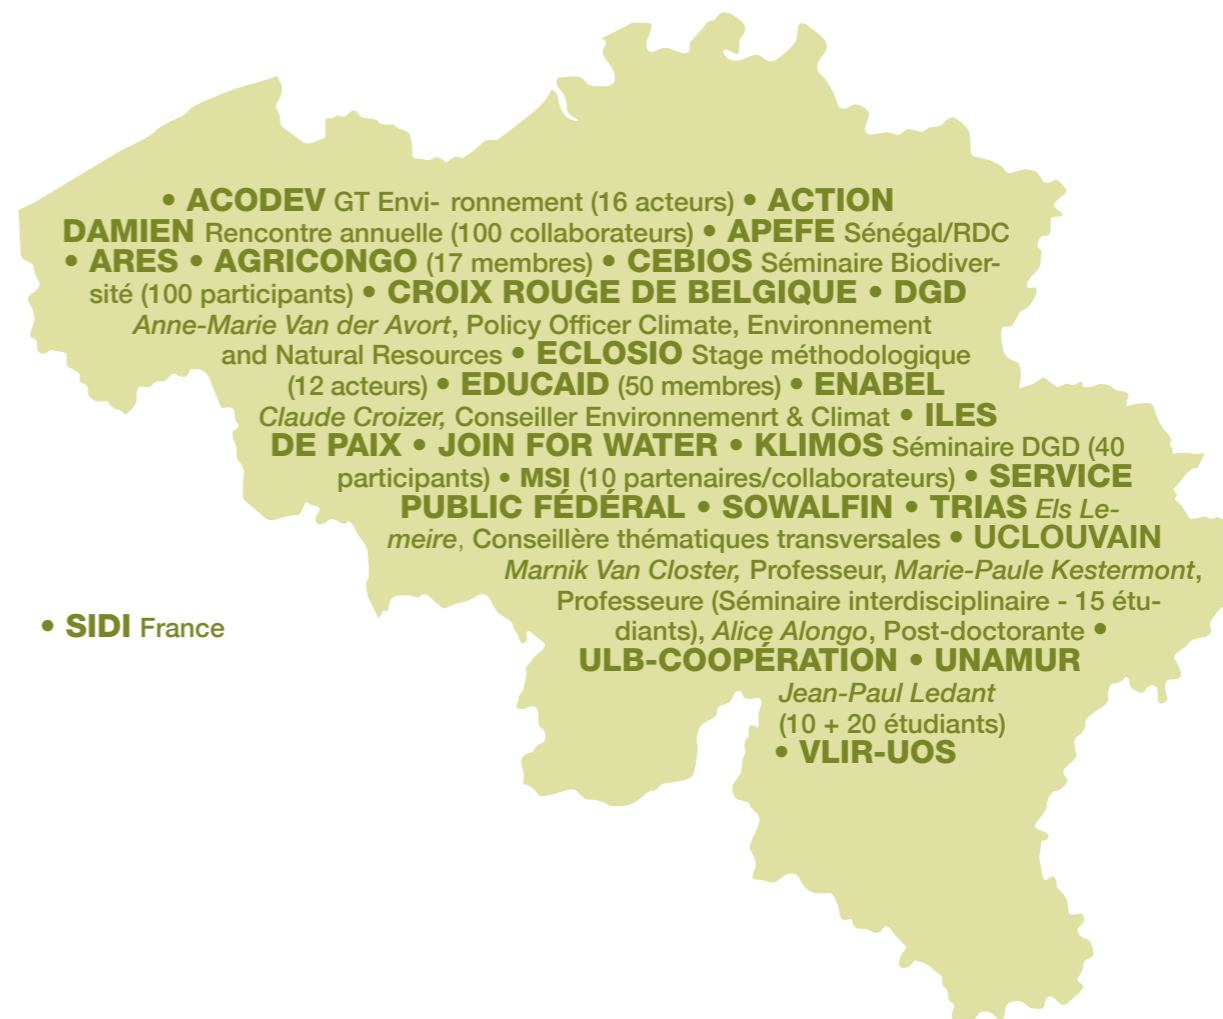 • ACODEV GT Envi- ronnement (16 acteurs) • ACTION
DAMIEN Rencontre annuelle (100 collaborateurs) • APEFE Sénégal/RDC
• ARES • AGRICONGO (17 membres) • CEBIOS Séminaire Biodiver-
sité (100 participants) • CROIX ROUGE DE BELGIQUE • DGD
Anne-Marie Van der Avort, Policy Officer Climate, Environnement
and Natural Resources • ECLOSIO Stage méthodologique
(12 acteurs) • EDUCAID (50 membres) • ENABEL
Claude Croizer, Conseiller Environnemenrt & Climat • ILES
DE PAIX • JOIN FOR WATER • KLIMOS Séminaire DGD (40
participants) • MSI (10 partenaires/collaborateurs) • SERVICE
PUBLIC FÉDÉRAL • SOWALFIN • TRIAS Els Le-
meire, Conseillère thématiques transversales • UCLOUVAIN
Marnik Van Closter, Professeur, Marie-Paule Kestermont,
Professeure (Séminaire interdisciplinaire - 15 étu-
diants), Alice Alongo, Post-doctorante •
ULB-COOPÉRATION • UNAMUR
Jean-Paul Ledant
(10 + 20 étudiants)
• VLIR-UOS
• SIDI France